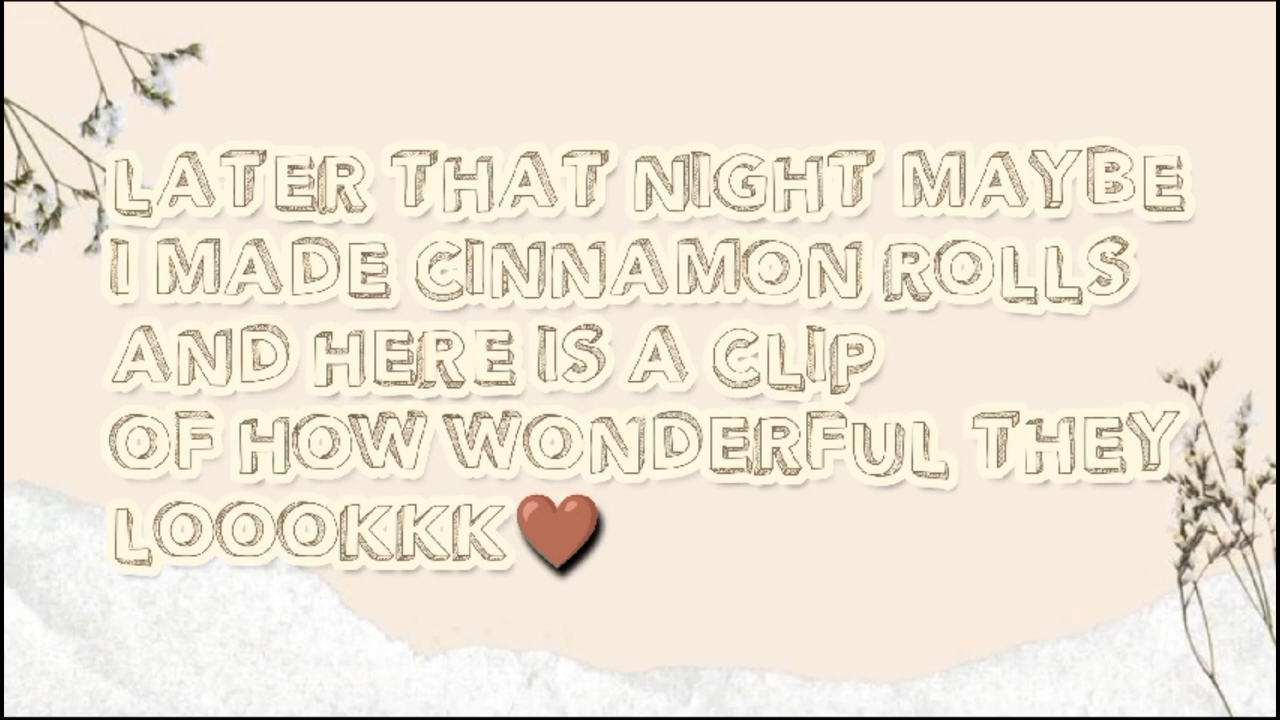 LATER THAT NIGHT MAYBE
I MADE CINNAMON ROLLS
AND HERE IS A CLIP
OF HOW WONDERFUL THEY
LOOOKKK 🤎